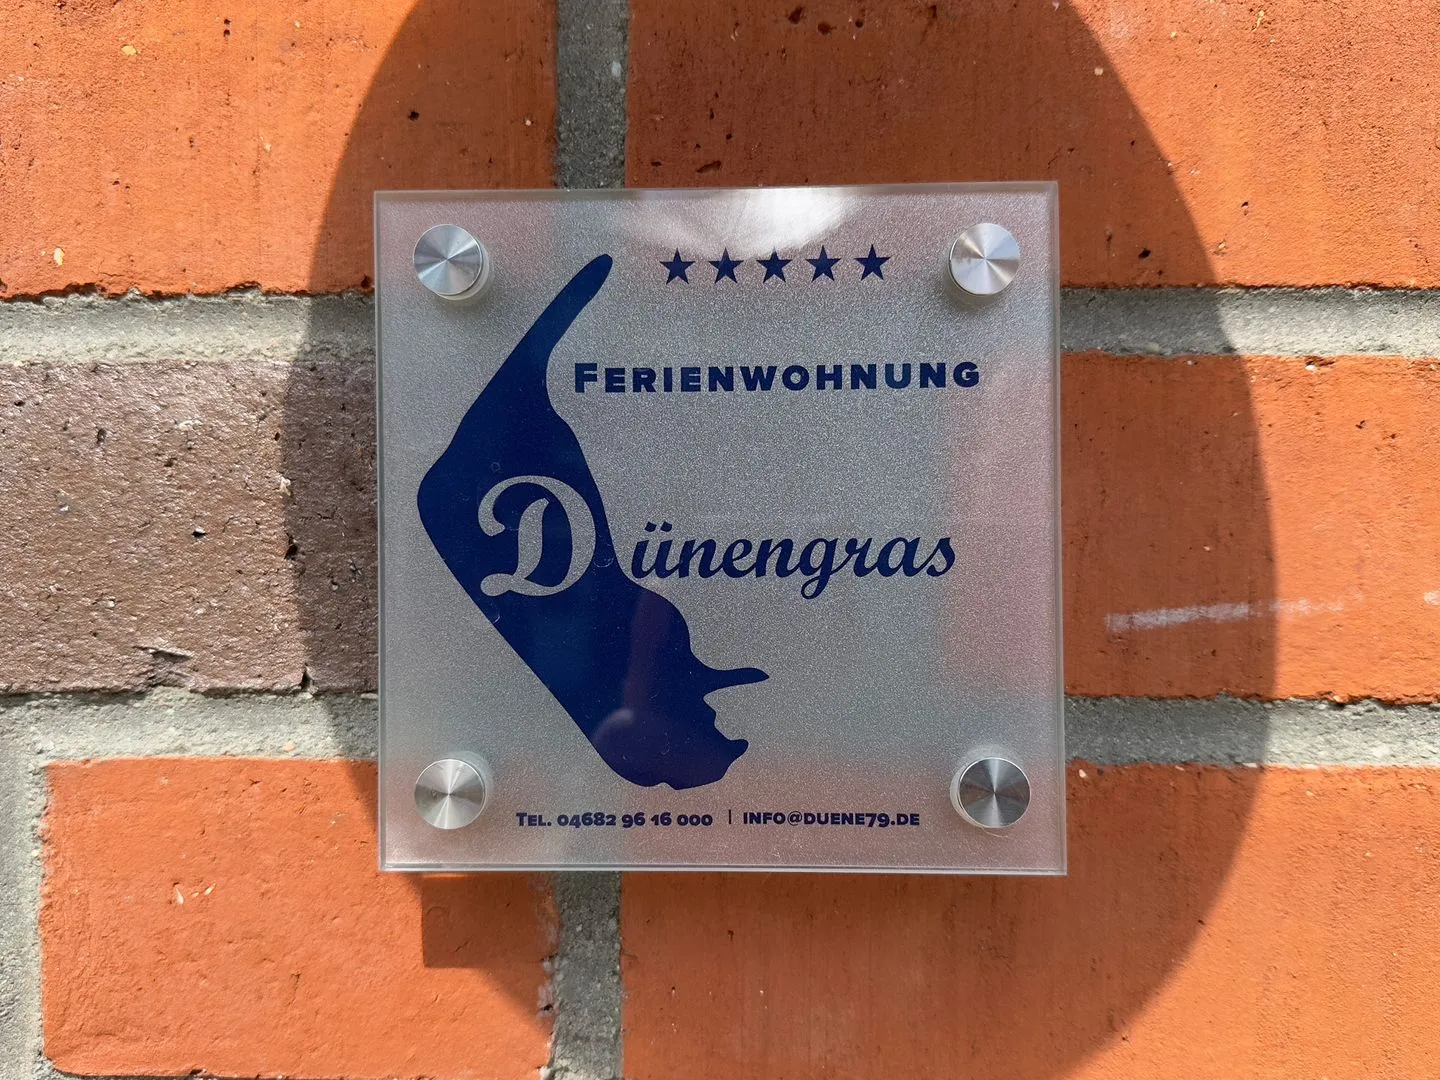 ★★★★★
FERIENWOHNUNG
Dünengras
TEL. 04682 96 16 000 | INFO@DUENE79.DE